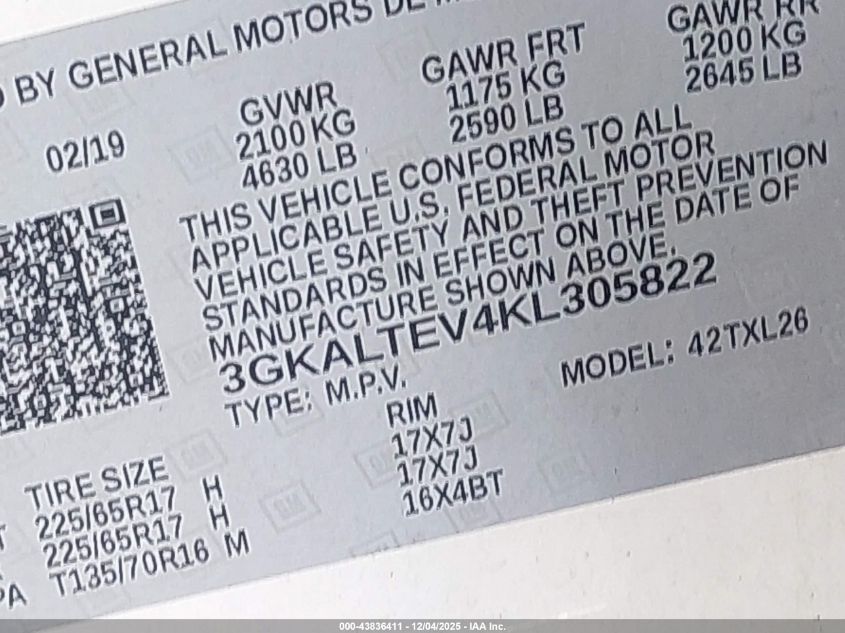 BY GENERAL MOTORS DE
02/19
GVWR
2100 KG
4630 LB
GAWR FRT
1175 KG
2590 LB
GAWR RR
1200 KG
2645 LB
THIS VEHICLE CONFORMS TO ALL
APPLICABLE U.S. FEDERAL MOTOR
VEHICLE SAFETY AND THEFT PREVENTION
STANDARDS IN EFFECT ON THE DATE OF
MANUFACTURE SHOWN ABOVE.
3GKALTEV4KL305822
TYPE: M.P.V.
MODEL: 42TXL26
TIRE SIZE
225/65R17 H
225/65R17 H
T135/70R16 M
RIM
17X7J
17X7J
16X4BT
GM
000-43836411 - 12/04/2025 - IAA Inc.